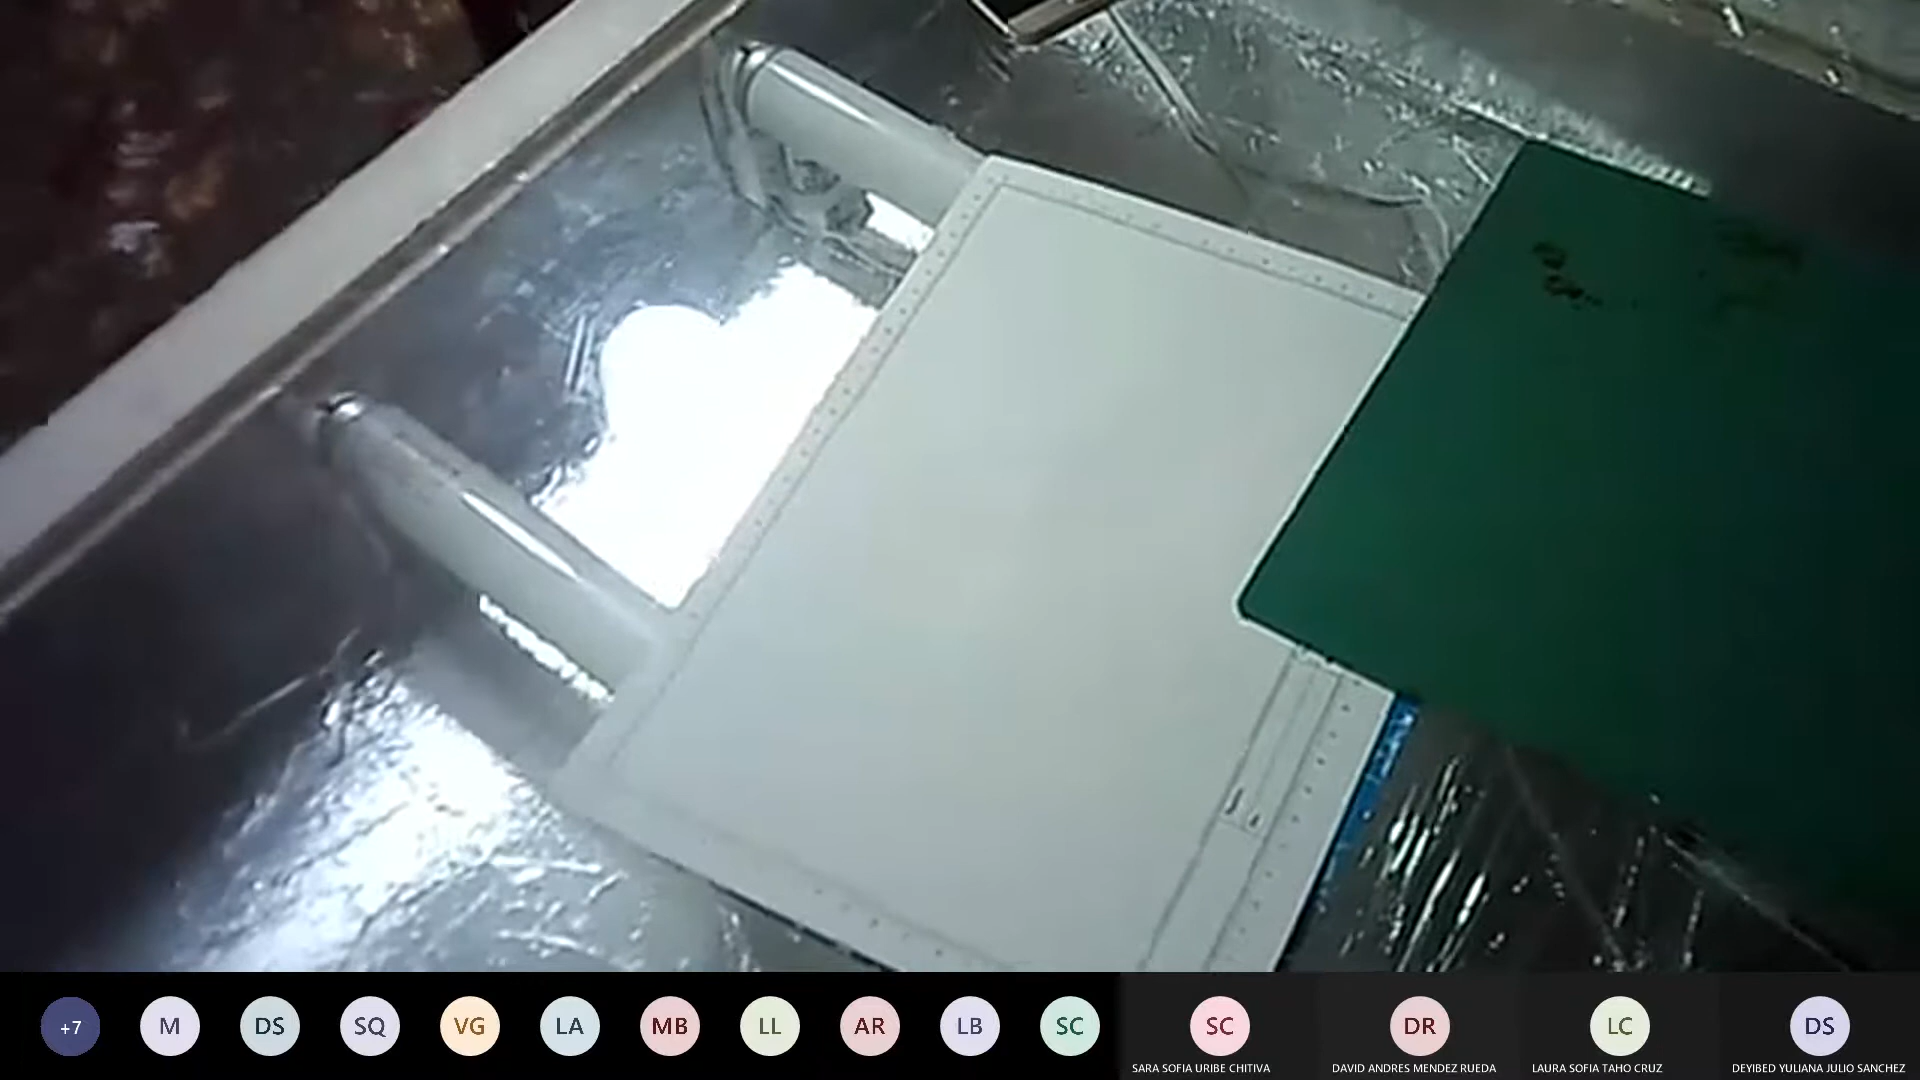 +7
M
DS
SQ
VG
LA
MB
LL
AR
LB
SC
SC
DR
LC
DS
SARA SOFIA URIBE CHITIVA
DAVID ANDRES MENDEZ RUEDA
LAURA SOFIA TAHO CRUZ
DEYIBED YULIANA JULIO SANCHEZ